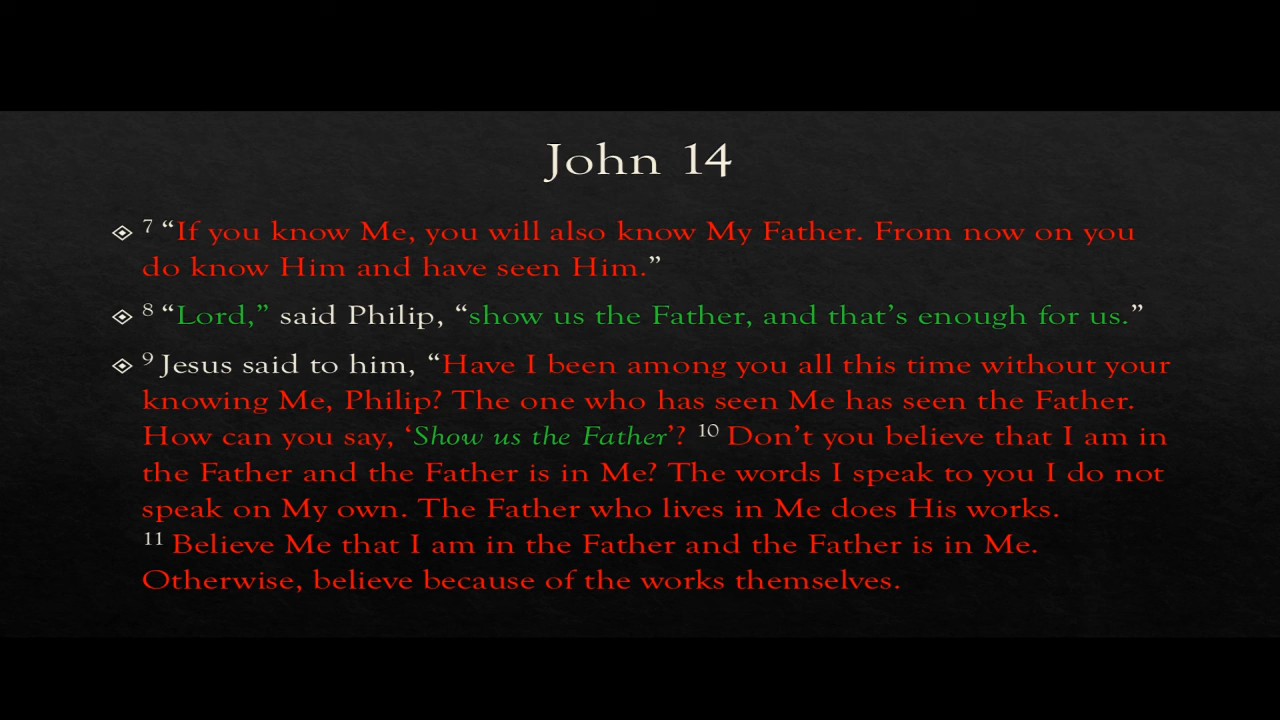 John 14
7 “If you know Me, you will also know My Father. From now on you
do know Him and have seen Him.”
8 “Lord,” said Philip, “show us the Father, and that’s enough for us.”
9 Jesus said to him, “Have I been among you all this time without your
knowing Me, Philip? The one who has seen Me has seen the Father.
How can you say, ‘Show us the Father’? 10 Don’t you believe that I am in
the Father and the Father is in Me? The words I speak to you I do not
speak on My own. The Father who lives in Me does His works.
11 Believe Me that I am in the Father and the Father is in Me.
Otherwise, believe because of the works themselves.